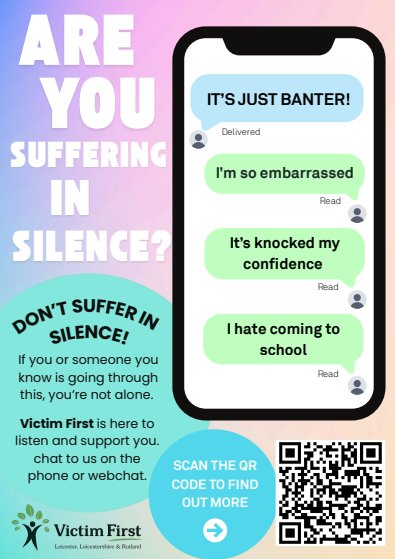 ARE
YOU
SUFFERING
IN
SILENCE?
IT'S JUST BANTER!
Delivered
I'm so embarrassed
Read
It's knocked my
confidence
Read
I hate coming to
school
Read
DON'T SUFFER IN
SILENCE!
If you or someone you
know is going through
this, you're not alone.
Victim First is here to
listen and support you.
chat to us on the
phone or webchat.
SCAN THE QR
CODE TO FIND
OUT MORE
Victim First
Leicester, Leicestershire & Rutland